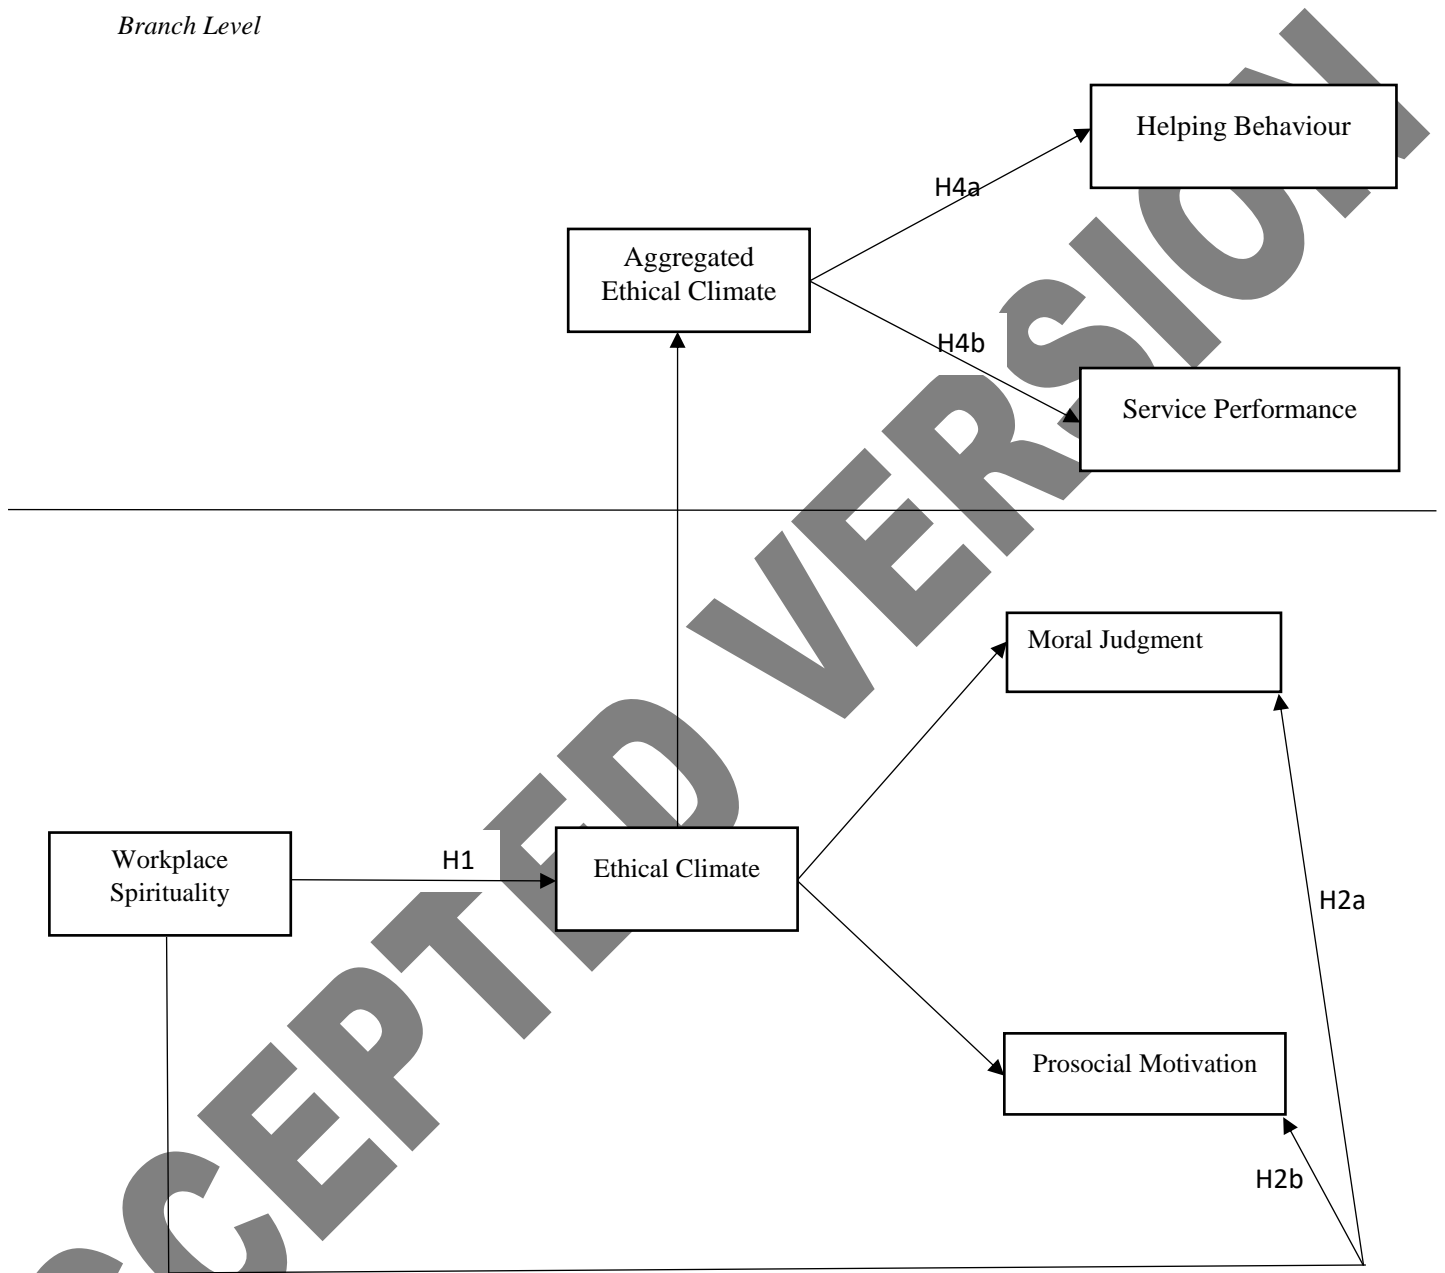 Branch Level
Helping Behaviour
H4a
Aggregated
Ethical Climate
H4b
Service Performance
Moral Judgment
Workplace
Spirituality
H1
Ethical Climate
H2a
Prosocial Motivation
H2b
CCEPTED VERSION